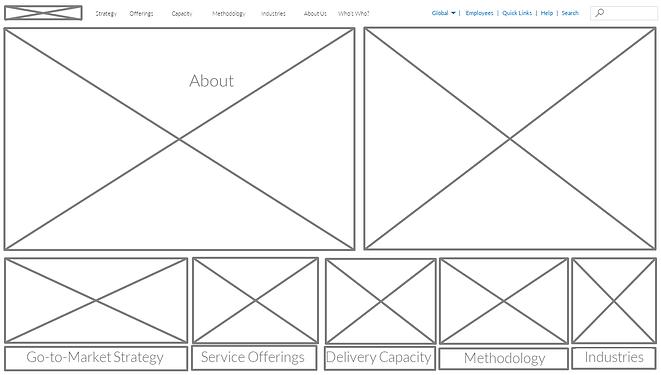 Strategy Offerings Capacity Methodology Industries About Us Who's Who? Global | Employees | Quick Links | Help | Search
About
Go-to-Market Strategy Service Offerings Delivery Capacity Methodology Industries